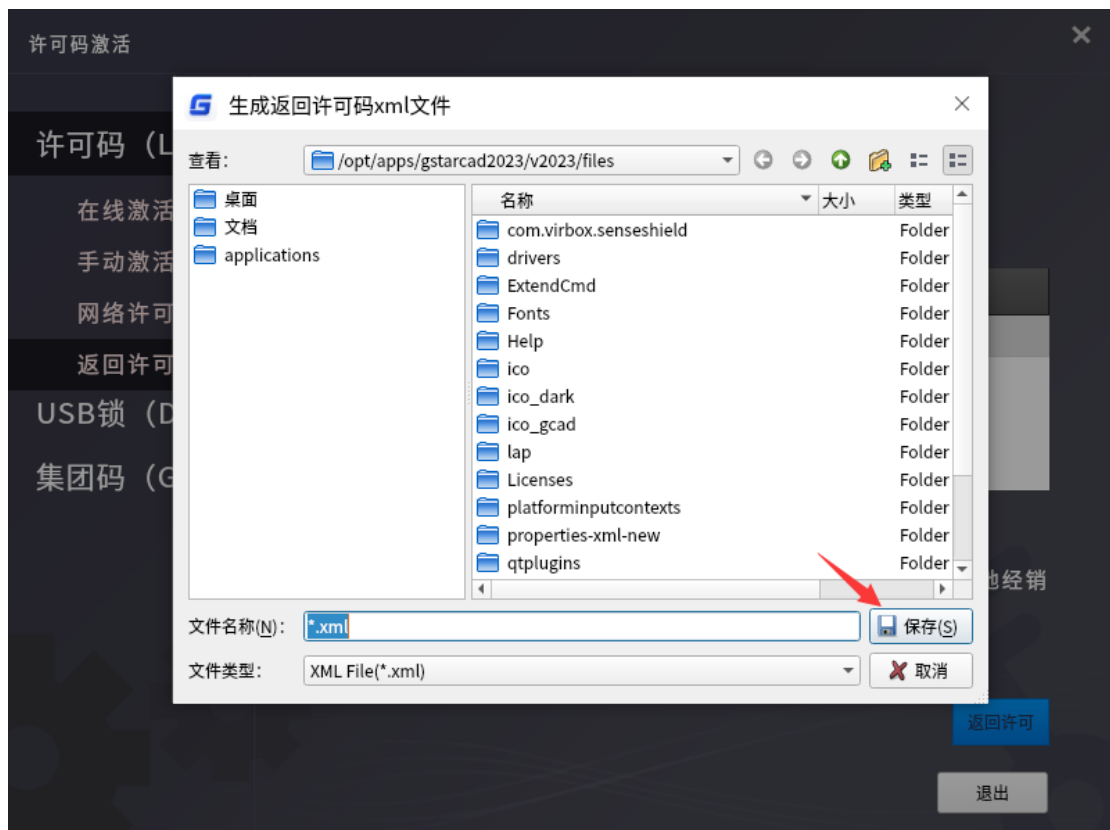 许可码激活
生成返回许可码xml文件
许可码（L
查看：
/opt/apps/gstarcad2023/v2023/files
桌面
文档
applications
名称 大小 类型
com.virbox.senseshield Folder
drivers Folder
ExtendCmd Folder
Fonts Folder
Help Folder
ico Folder
ico_dark Folder
ico_gcad Folder
lap Folder
Licenses Folder
platforminputcontexts Folder
properties-xml-new Folder
qtplugins Folder
在线激活
手动激活
网络许可
返回许可
USB锁（D
集团码（G
经销
文件名称(N)： *.xml 保存(S)
文件类型： XML File(*.xml) 取消
返回许可
退出